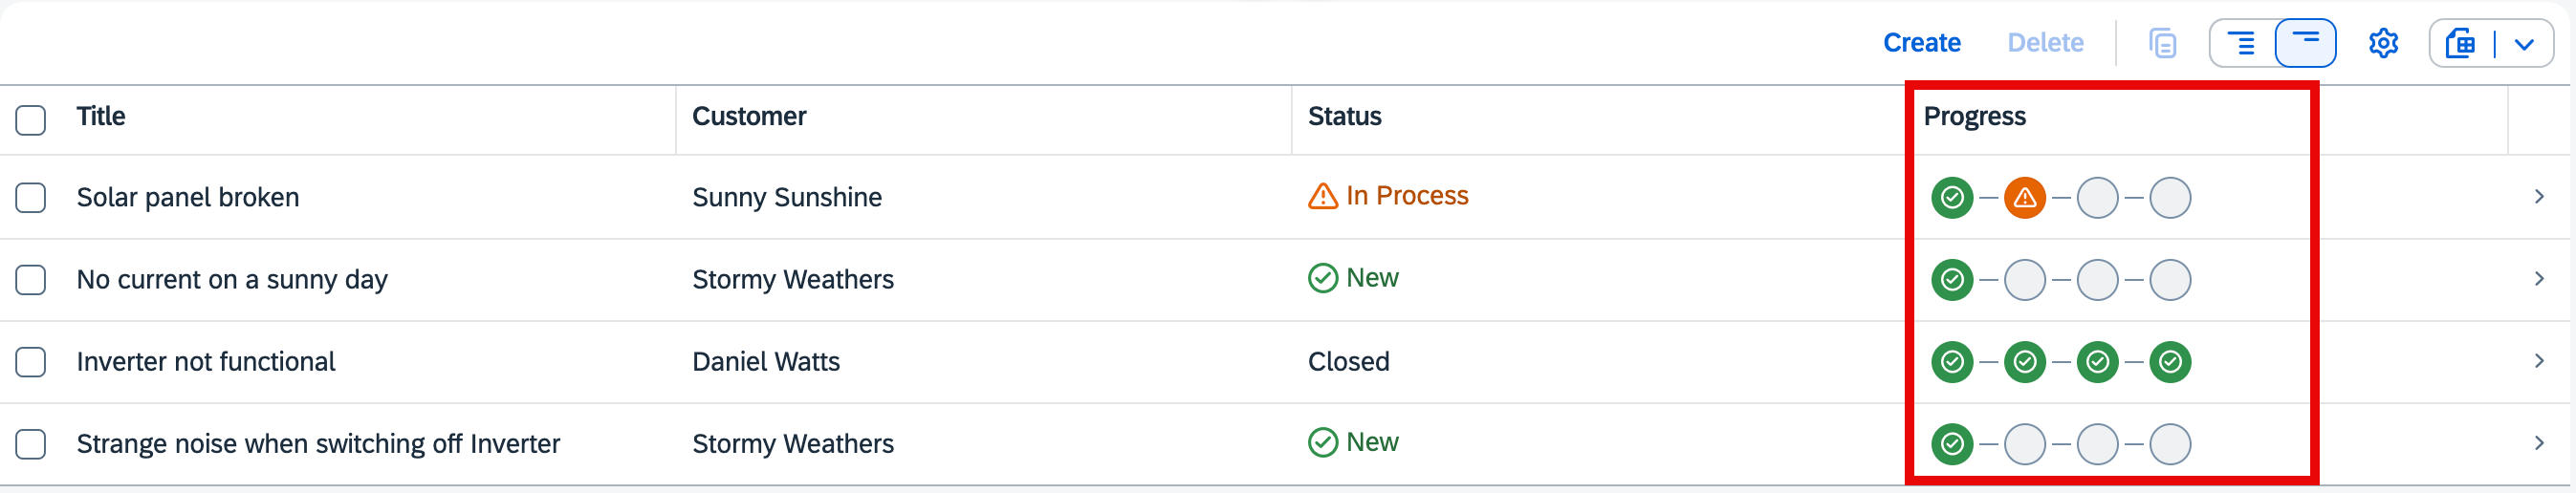 Create Delete
Title Customer Status Progress
Solar panel broken Sunny Sunshine In Process
No current on a sunny day Stormy Weathers New
Inverter not functional Daniel Watts Closed
Strange noise when switching off Inverter Stormy Weathers New